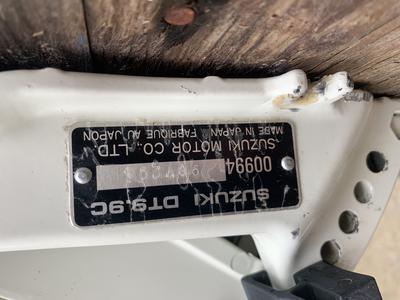 SUZUKI DT9.9C
00994
SUZUKI MOTOR CO., LTD.
MADE IN JAPAN FABRIQUE AU JAPON